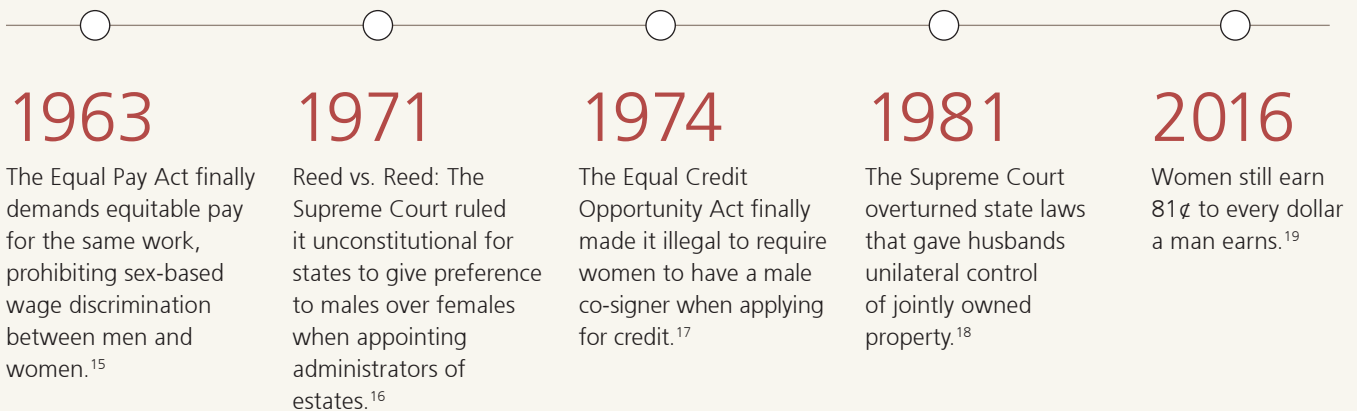 1963
The Equal Pay Act finally
demands equitable pay
for the same work,
prohibiting sex-based
wage discrimination
between men and
women.15
1971
Reed vs. Reed: The
Supreme Court ruled
it unconstitutional for
states to give preference
to males over females
when appointing
administrators of
estates.16
1974
The Equal Credit
Opportunity Act finally
made it illegal to require
women to have a male
co-signer when applying
for credit.17
1981
The Supreme Court
overturned state laws
that gave husbands
unilateral control
of jointly owned
property.18
2016
Women still earn
81¢ to every dollar
a man earns.19